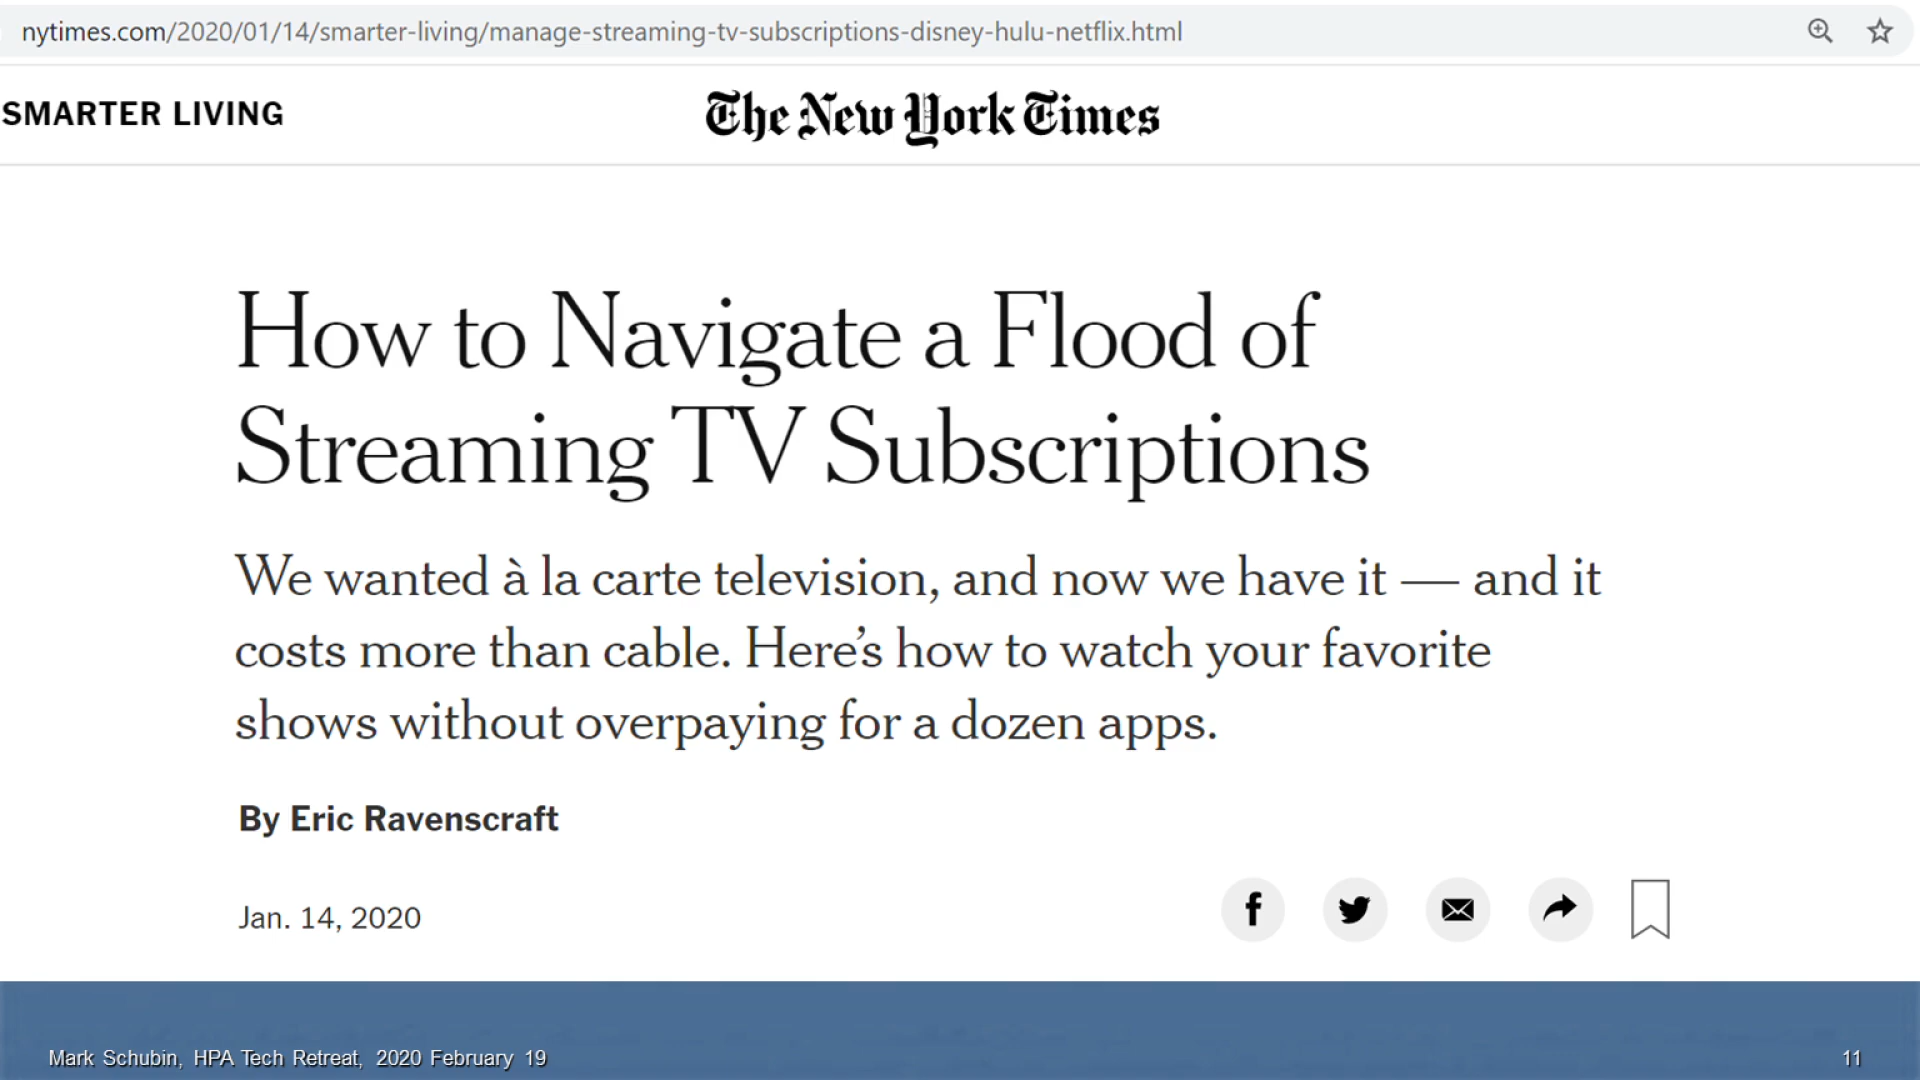 nytimes.com/2020/01/14/smarter-living/manage-streaming-tv-subscriptions-disney-hulu-netflix.html
SMARTER LIVING
The New York Times
How to Navigate a Flood of
Streaming TV Subscriptions
We wanted à la carte television, and now we have it — and it
costs more than cable. Here’s how to watch your favorite
shows without overpaying for a dozen apps.
By Eric Ravenscraft
Jan. 14, 2020
Mark Schubin, HPA Tech Retreat, 2020 February 19
11